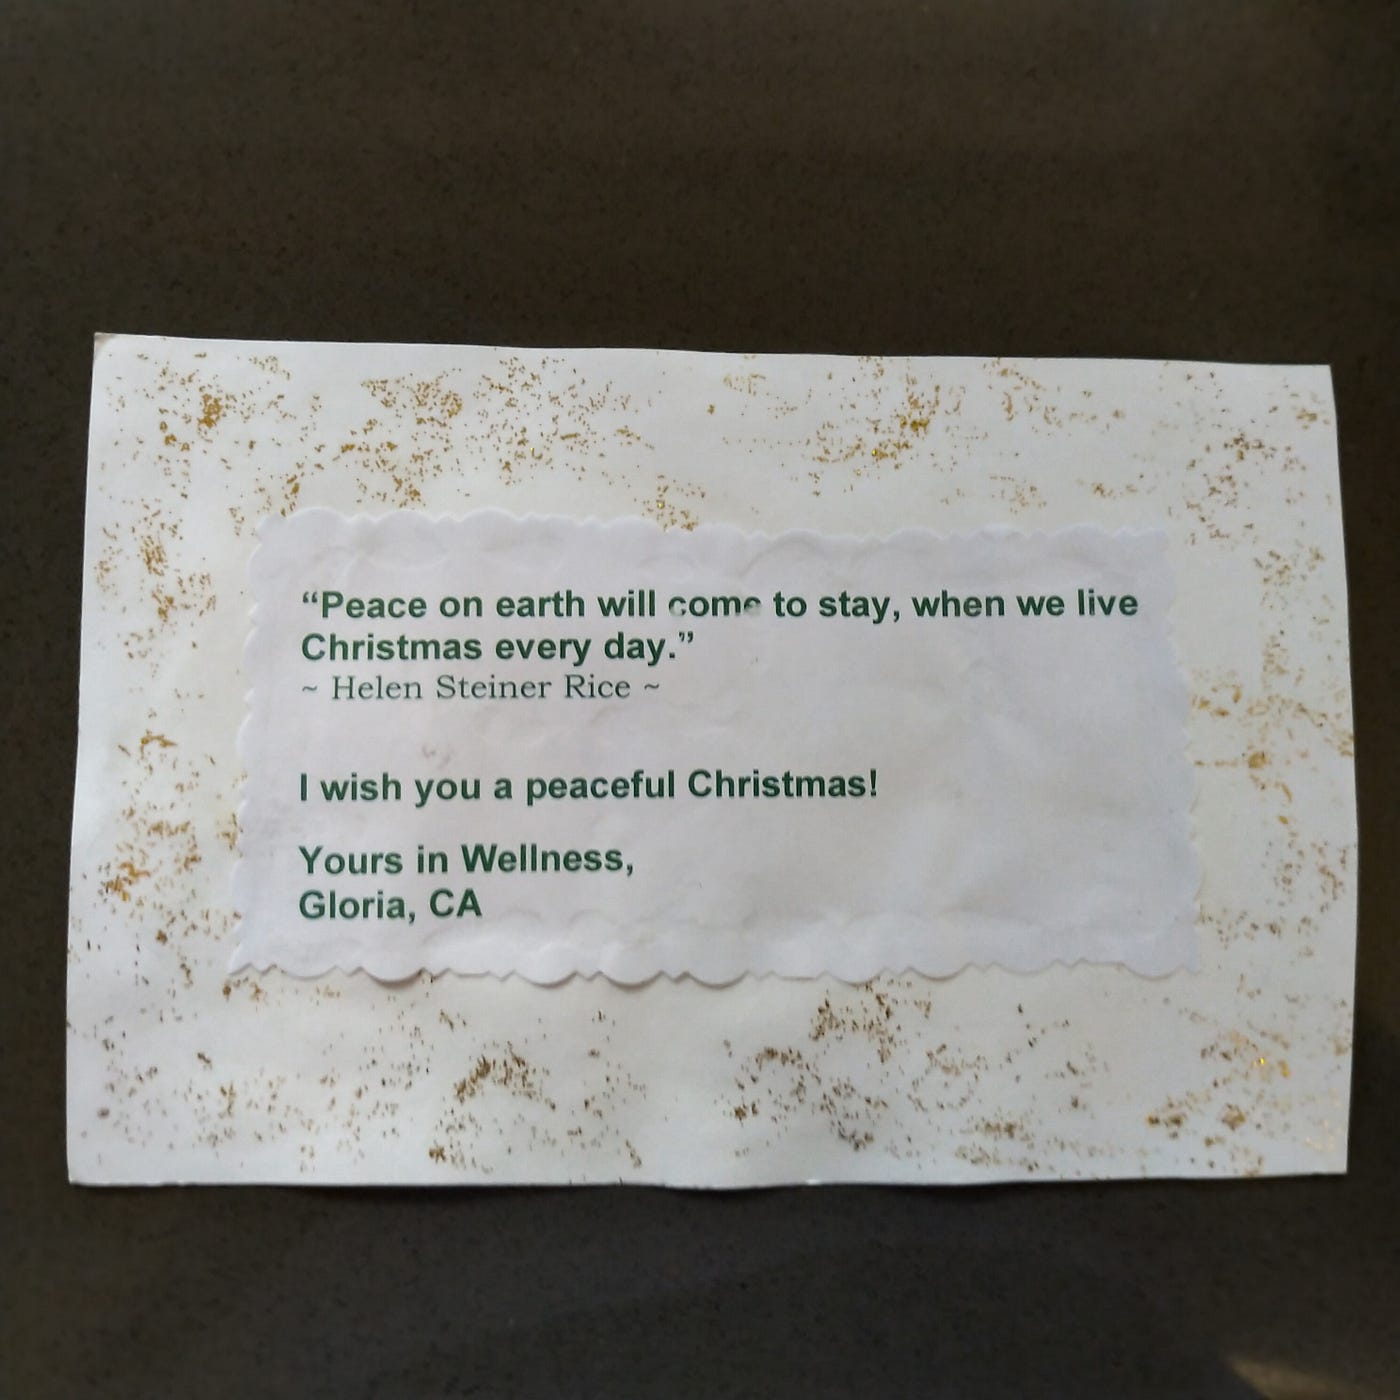 “Peace on earth will come to stay, when we live
Christmas every day.”
~ Helen Steiner Rice ~
I wish you a peaceful Christmas!
Yours in Wellness,
Gloria, CA